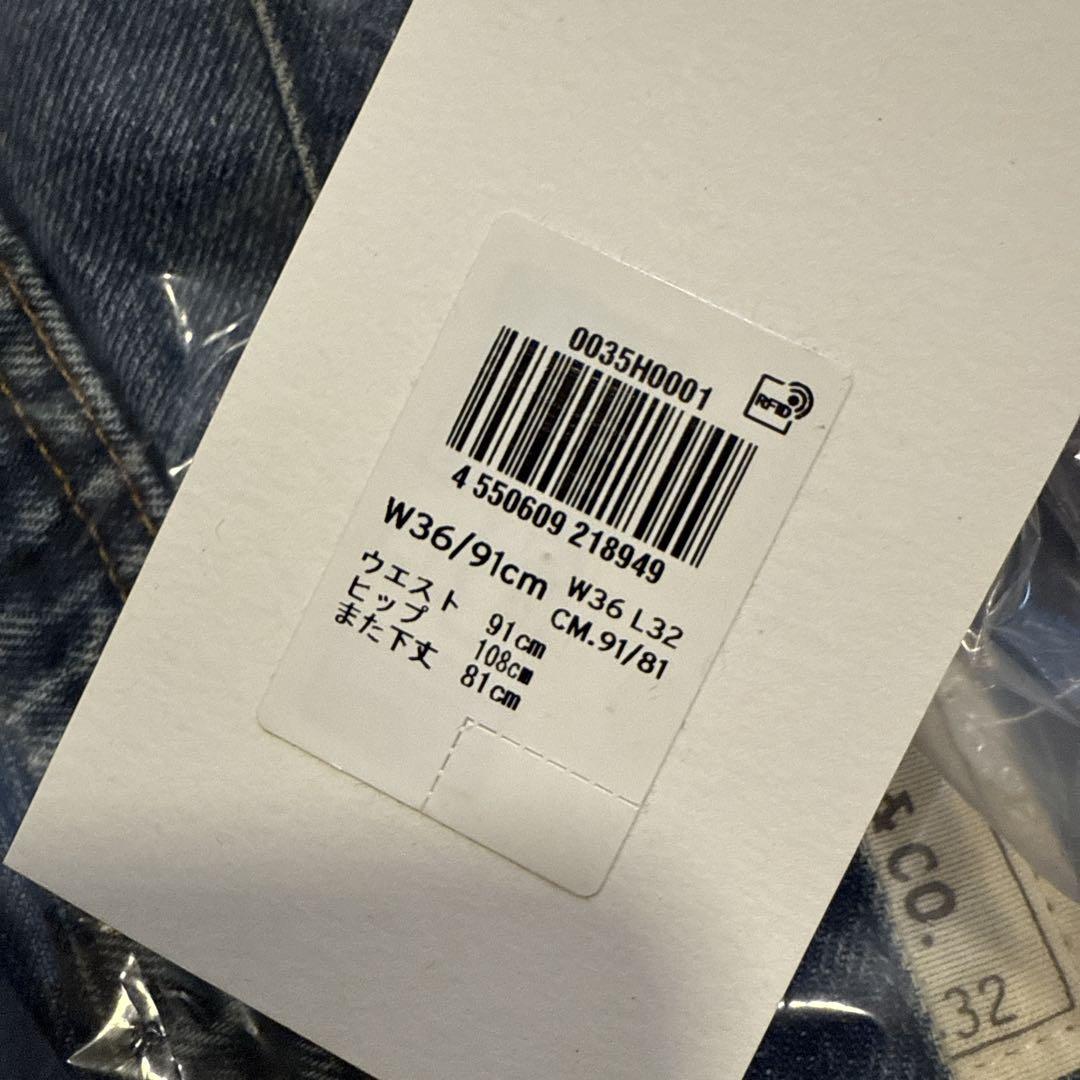 0035H0001
RFID
4 550609 218949
W36/91cm
W36 L32
CM.91/81
ウエスト 91cm
ヒップ 108cm
また下丈 81cm
& CO.
32